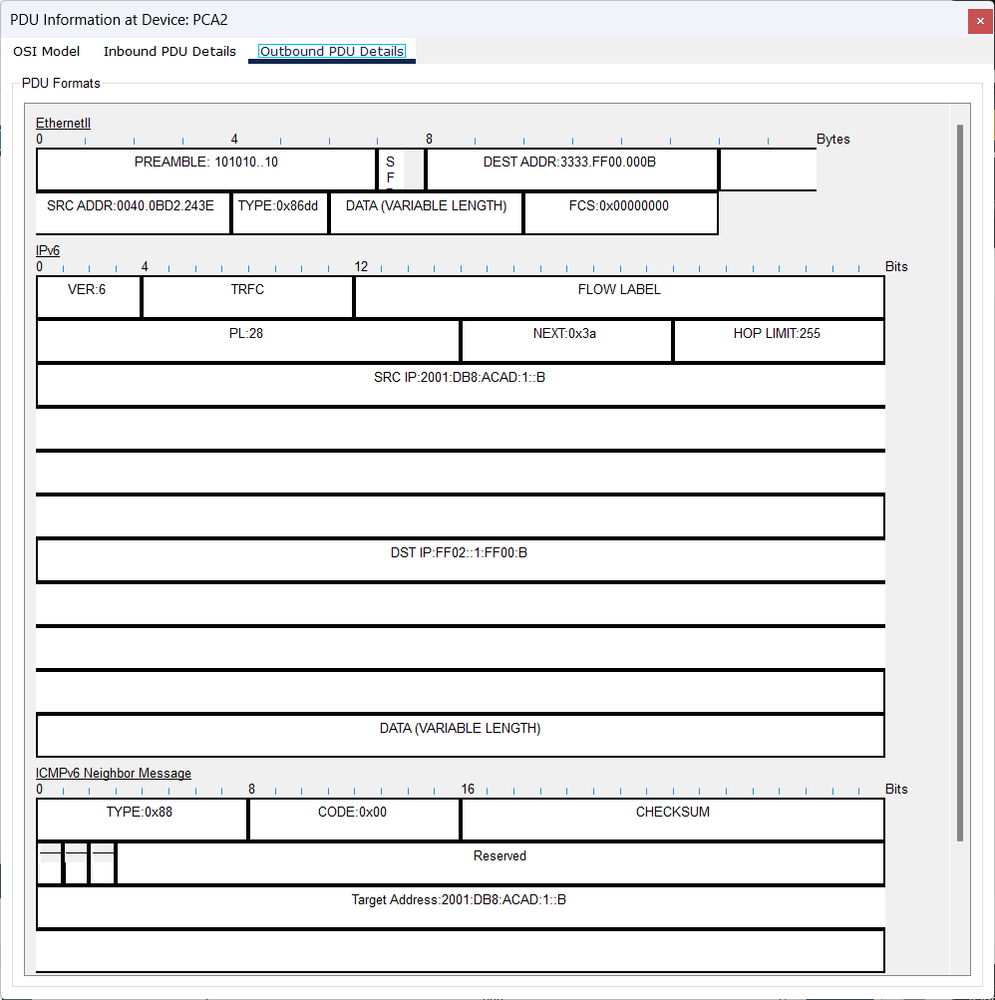 PDU Information at Device: PCA2
OSI Model Inbound PDU Details Outbound PDU Details
PDU Formats
EthernetII
0 4 8 Bytes
PREAMBLE: 101010..10 S F DEST ADDR:3333.FF00.000B
SRC ADDR:0040.0BD2.243E TYPE:0x86dd DATA (VARIABLE LENGTH) FCS:0x00000000
IPv6
0 4 12 Bits
VER:6 TRFC FLOW LABEL
PL:28 NEXT:0x3a HOP LIMIT:255
SRC IP:2001:DB8:ACAD:1::B
DST IP:FF02::1:FF00:B
DATA (VARIABLE LENGTH)
ICMPv6 Neighbor Message
0 8 16 Bits
TYPE:0x88 CODE:0x00 CHECKSUM
Reserved
Target Address:2001:DB8:ACAD:1::B